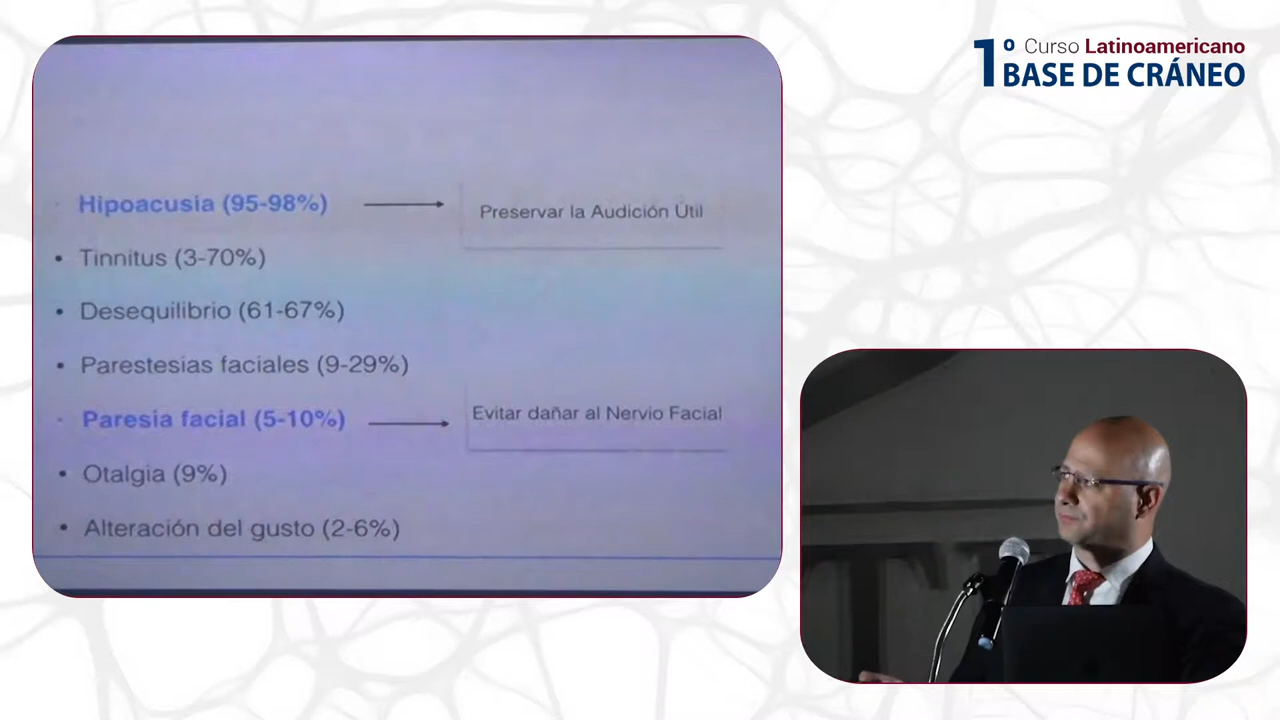 1º Curso Latinoamericano
BASE DE CRÁNEO
Hipoacusia (95-98%)
Preservar la Audición Útil
• Tinnitus (3-70%)
• Desequilibrio (61-67%)
• Parestesias faciales (9-29%)
Paresia facial (5-10%)
Evitar dañar al Nervio Facial
• Otalgia (9%)
• Alteración del gusto (2-6%)